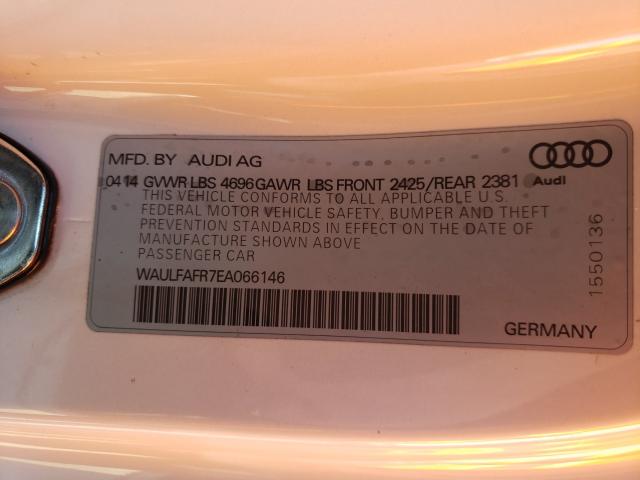 MFD. BY AUDI AG
0414 GVWR LBS 4696 GAWR LBS FRONT 2425/REAR 2381
Audi
THIS VEHICLE CONFORMS TO ALL APPLICABLE U.S.
FEDERAL MOTOR VEHICLE SAFETY, BUMPER AND THEFT
PREVENTION STANDARDS IN EFFECT ON THE DATE OF
MANUFACTURE SHOWN ABOVE
PASSENGER CAR
WAULFAFR7EA066146
1550136
GERMANY